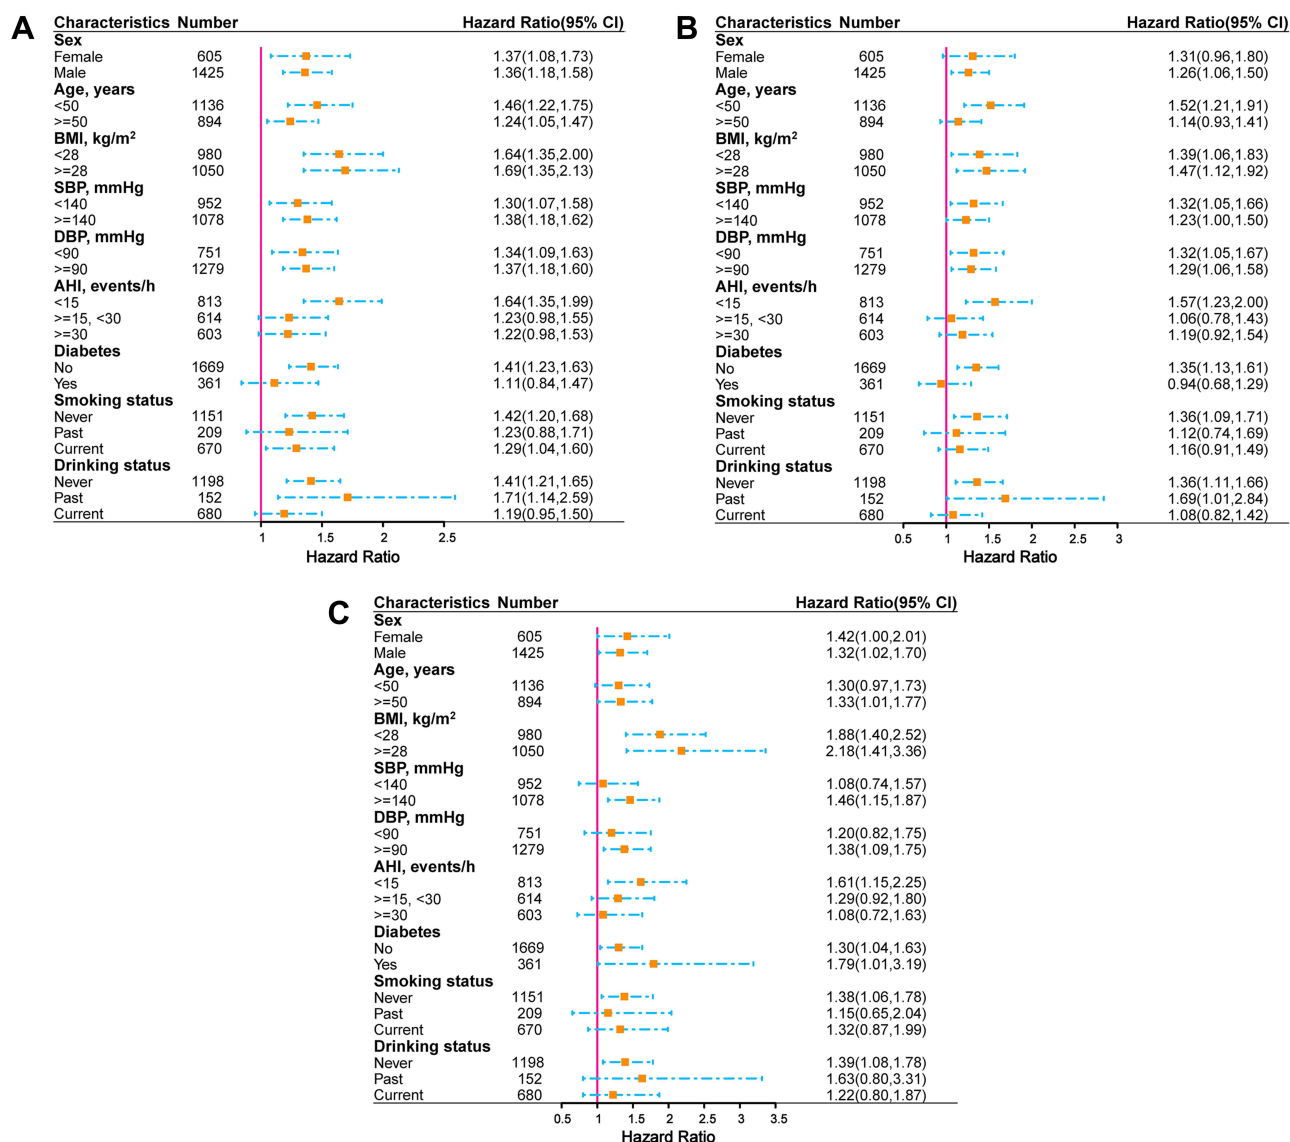 A
Characteristics Number Hazard Ratio(95% CI)
Sex
Female 605 1.37(1.08,1.73)
Male 1425 1.36(1.18,1.58)
Age, years
<50 1136 1.46(1.22,1.75)
>=50 894 1.24(1.05,1.47)
BMI, kg/m²
<28 980 1.64(1.35,2.00)
>=28 1050 1.69(1.35,2.13)
SBP, mmHg
<140 952 1.30(1.07,1.58)
>=140 1078 1.38(1.18,1.62)
DBP, mmHg
<90 751 1.34(1.09,1.63)
>=90 1279 1.37(1.18,1.60)
AHI, events/h
<15 813 1.64(1.35,1.99)
>=15, <30 614 1.23(0.98,1.55)
>=30 603 1.22(0.98,1.53)
Diabetes
No 1669 1.41(1.23,1.63)
Yes 361 1.11(0.84,1.47)
Smoking status
Never 1151 1.42(1.20,1.68)
Past 209 1.23(0.88,1.71)
Current 670 1.29(1.04,1.60)
Drinking status
Never 1198 1.41(1.21,1.65)
Past 152 1.71(1.14,2.59)
Current 680 1.19(0.95,1.50)
1 1.5 2 2.5
Hazard Ratio
B
Characteristics Number Hazard Ratio(95% CI)
Sex
Female 605 1.31(0.96,1.80)
Male 1425 1.26(1.06,1.50)
Age, years
<50 1136 1.52(1.21,1.91)
>=50 894 1.14(0.93,1.41)
BMI, kg/m²
<28 980 1.39(1.06,1.83)
>=28 1050 1.47(1.12,1.92)
SBP, mmHg
<140 952 1.32(1.05,1.66)
>=140 1078 1.23(1.00,1.50)
DBP, mmHg
<90 751 1.32(1.05,1.67)
>=90 1279 1.29(1.06,1.58)
AHI, events/h
<15 813 1.57(1.23,2.00)
>=15, <30 614 1.06(0.78,1.43)
>=30 603 1.19(0.92,1.54)
Diabetes
No 1669 1.35(1.13,1.61)
Yes 361 0.94(0.68,1.29)
Smoking status
Never 1151 1.36(1.09,1.71)
Past 209 1.12(0.74,1.69)
Current 670 1.16(0.91,1.49)
Drinking status
Never 1198 1.36(1.11,1.66)
Past 152 1.69(1.01,2.84)
Current 680 1.08(0.82,1.42)
0.5 1 1.5 2 2.5 3
Hazard Ratio
C
Characteristics Number Hazard Ratio(95% CI)
Sex
Female 605 1.42(1.00,2.01)
Male 1425 1.32(1.02,1.70)
Age, years
<50 1136 1.30(0.97,1.73)
>=50 894 1.33(1.01,1.77)
BMI, kg/m²
<28 980 1.88(1.40,2.52)
>=28 1050 2.18(1.41,3.36)
SBP, mmHg
<140 952 1.08(0.74,1.57)
>=140 1078 1.46(1.15,1.87)
DBP, mmHg
<90 751 1.20(0.82,1.75)
>=90 1279 1.38(1.09,1.75)
AHI, events/h
<15 813 1.61(1.15,2.25)
>=15, <30 614 1.29(0.92,1.80)
>=30 603 1.08(0.72,1.63)
Diabetes
No 1669 1.30(1.04,1.63)
Yes 361 1.79(1.01,3.19)
Smoking status
Never 1151 1.38(1.06,1.78)
Past 209 1.15(0.65,2.04)
Current 670 1.32(0.87,1.99)
Drinking status
Never 1198 1.39(1.08,1.78)
Past 152 1.63(0.80,3.31)
Current 680 1.22(0.80,1.87)
0.5 1 1.5 2 2.5 3 3.5
Hazard Ratio